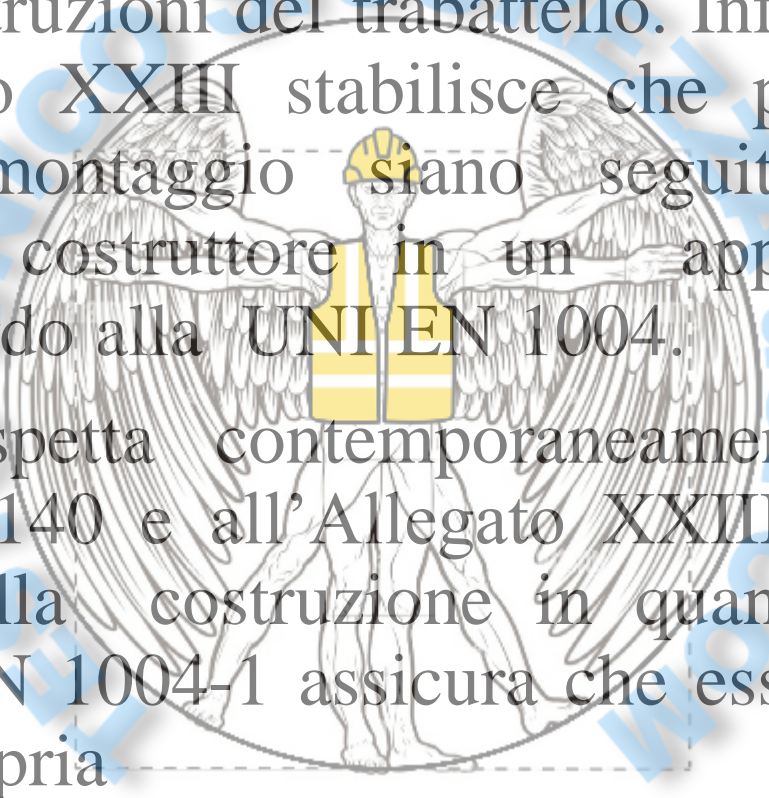 ruzioni del trabattello. Inf
o XXIII stabilisce che p
montaggio siano seguit
costruttore in un app
do alla UNI EN 1004.
spetta contemporaneamen
140 e all’Allegato XXIII
lla costruzione in quan
N 1004-1 assicura che ess
pria